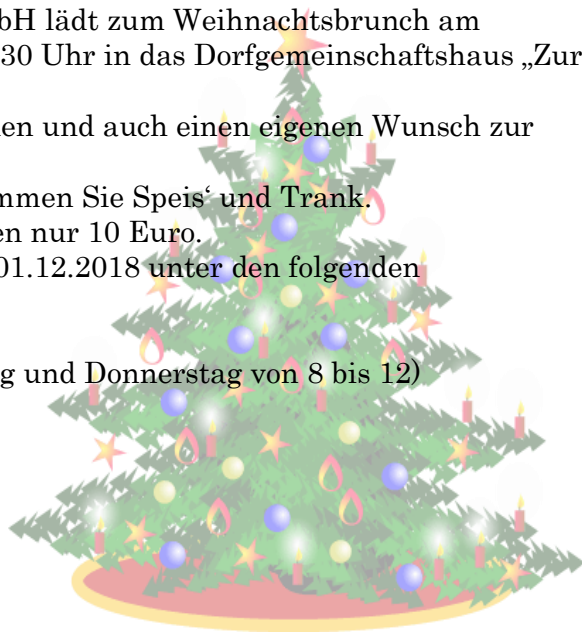 bH lädt zum Weihnachtsbrunch am
30 Uhr in das Dorfgemeinschaftshaus „Zur
en und auch einen eigenen Wunsch zur
mmen Sie Speis‘ und Trank.
en nur 10 Euro.
01.12.2018 unter den folgenden
g und Donnerstag von 8 bis 12)